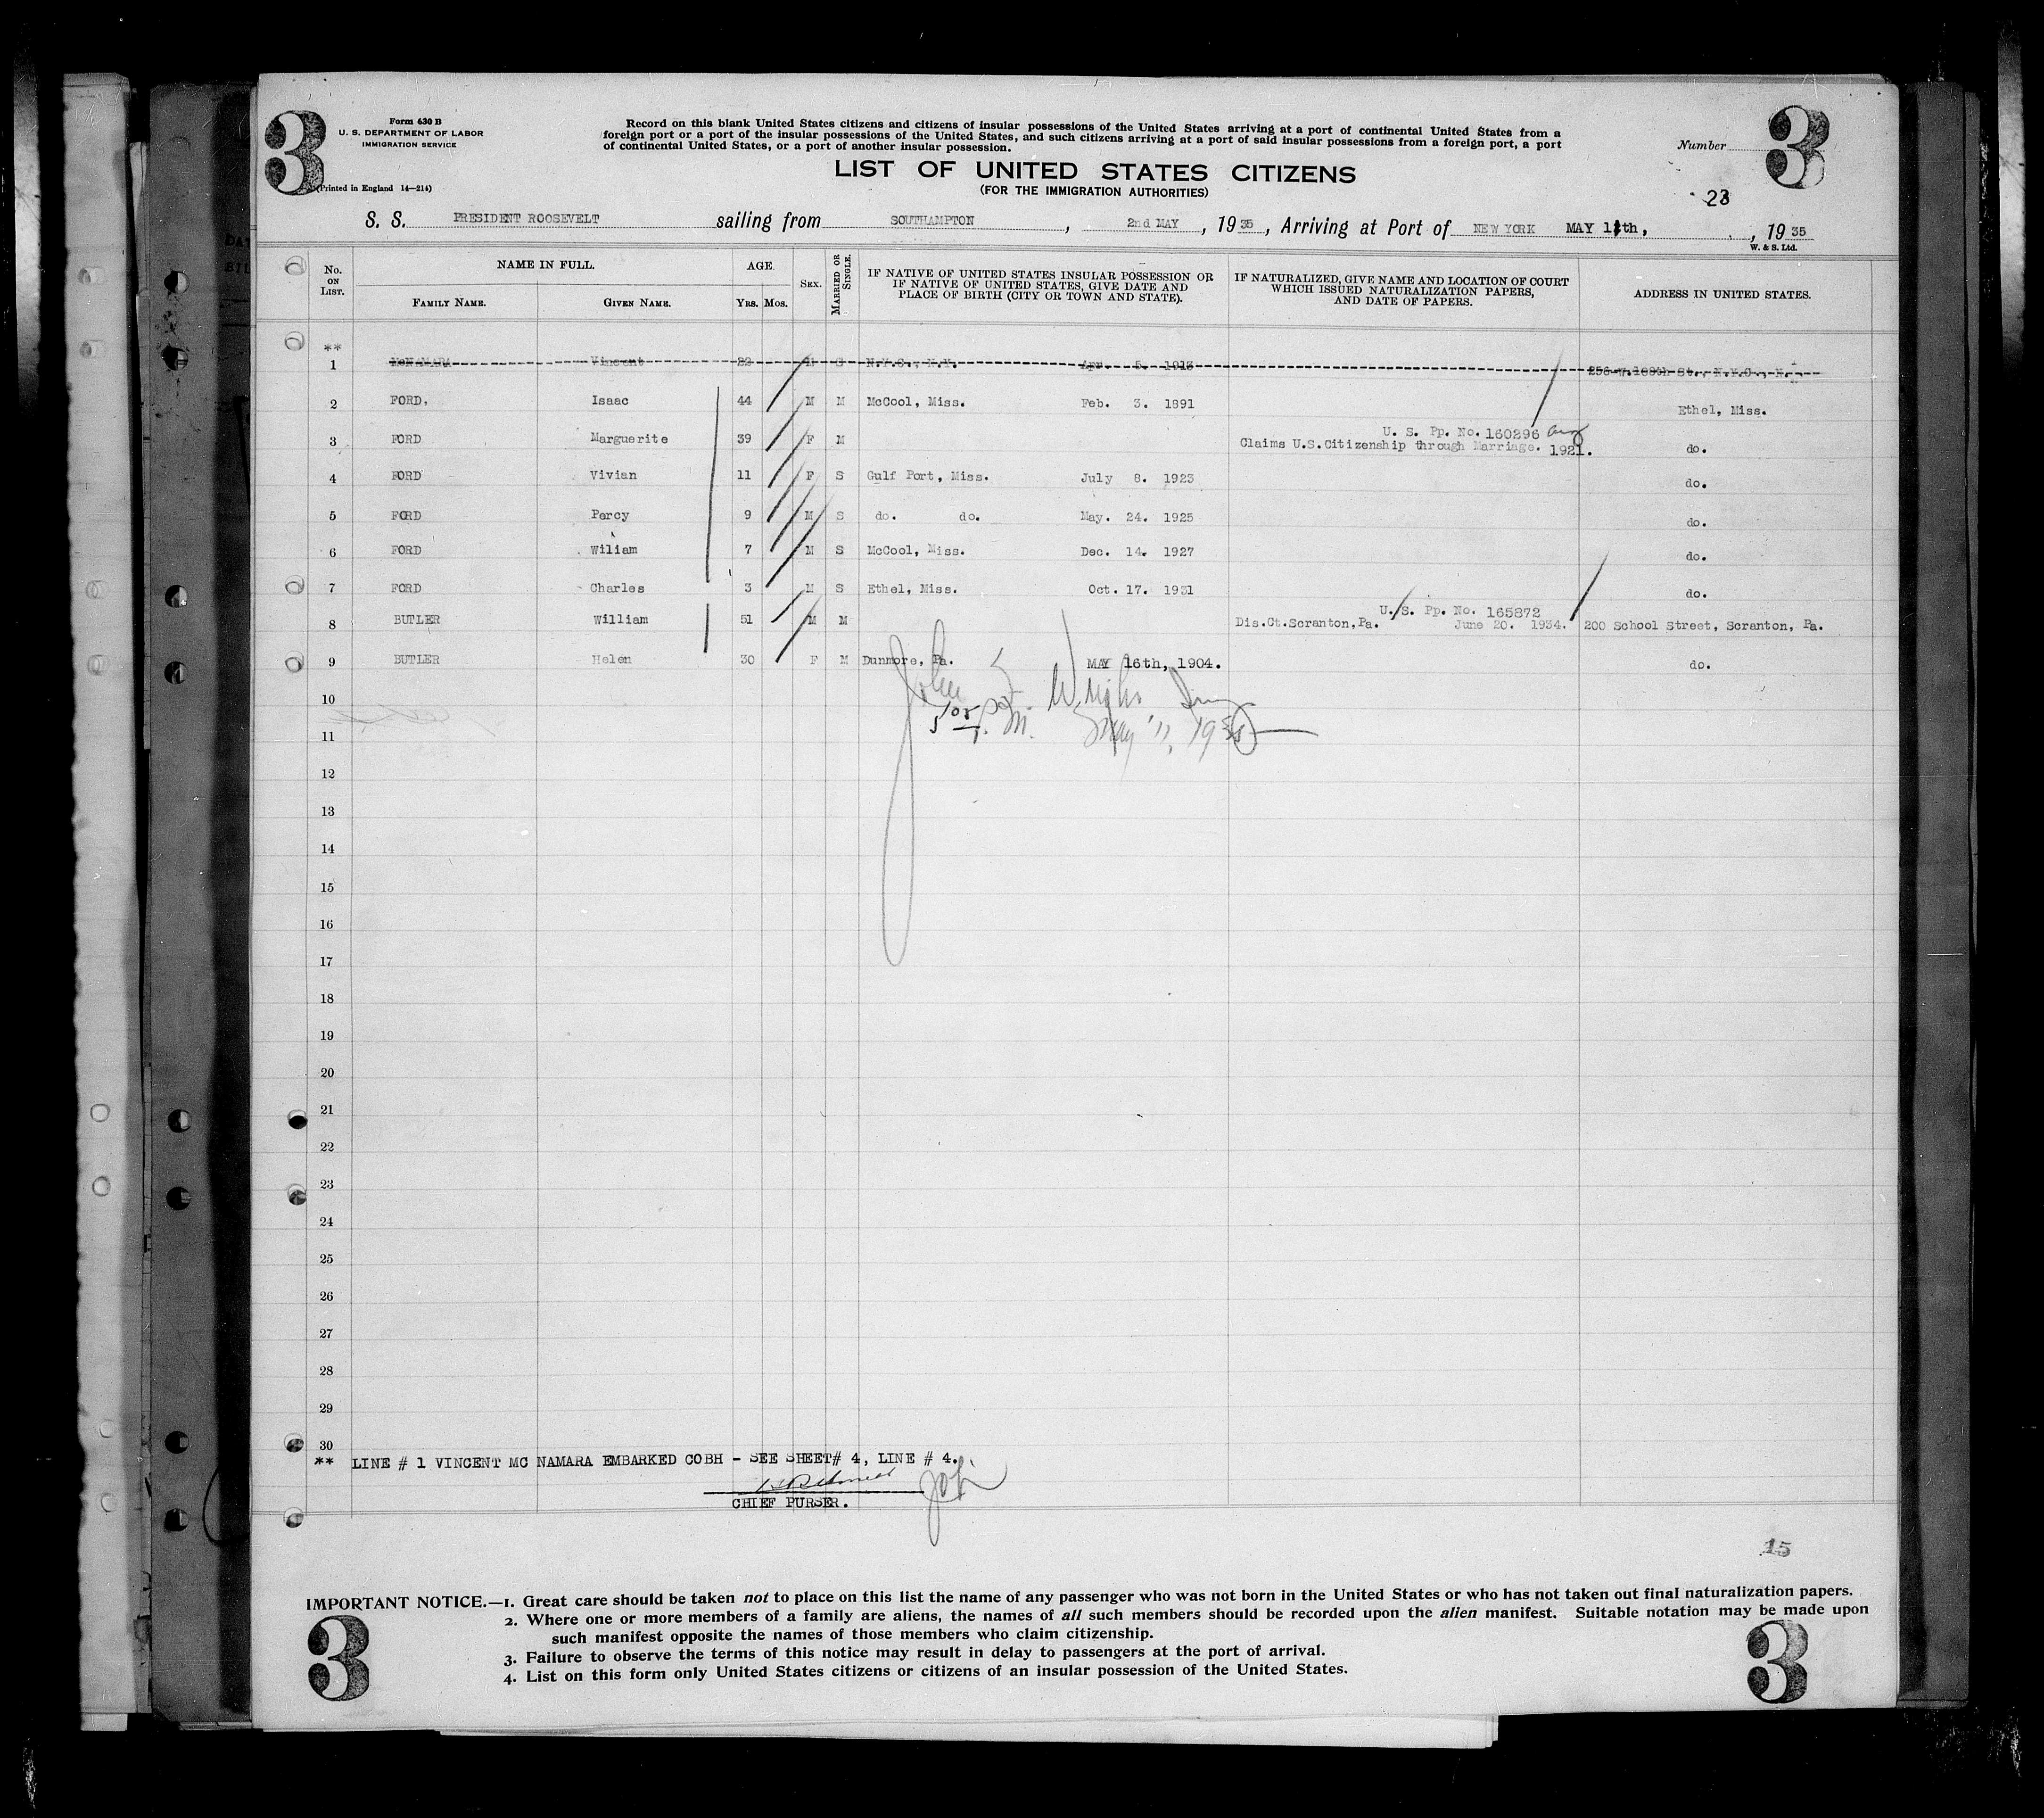 3
Form 630 B
U. S. DEPARTMENT OF LABOR
IMMIGRATION SERVICE
(Printed in England 14—214)
Record on this blank United States citizens and citizens of insular possessions of the United States arriving at a port of continental United States from a
foreign port or a port of the insular possessions of the United States, and such citizens arriving at a port of said insular possessions from a foreign port, a port
of continental United States, or a port of another insular possession.
Number
3
LIST OF UNITED STATES CITIZENS
(FOR THE IMMIGRATION AUTHORITIES)
23
S. S. PRESIDENT ROOSEVELT sailing from SOUTHAMPTON , 2nd MAY , 19 35 , Arriving at Port of NEW YORK MAY 11th, , 19 35
W. & S. Ltd.
No. ON LIST. NAME IN FULL. FAMILY NAME. GIVEN NAME. AGE. YRS. MOS. SEX. MARRIED OR SINGLE. IF NATIVE OF UNITED STATES INSULAR POSSESSION OR IF NATIVE OF UNITED STATES, GIVE DATE AND PLACE OF BIRTH (CITY OR TOWN AND STATE). IF NATURALIZED, GIVE NAME AND LOCATION OF COURT WHICH ISSUED NATURALIZATION PAPERS, AND DATE OF PAPERS. ADDRESS IN UNITED STATES.
**
1 McNAMARA Vincent 22 M S N.Y.C., N.Y. Apr. 5. 1913 256 W.188th St., N.Y.C., N.Y.
2 FORD, Isaac 44 M M McCool, Miss. Feb. 3. 1891 Ethel, Miss.
U. S. Pp. No. 160296
3 FORD Marguerite 39 F M Claims U.S.Citizenship through Marriage. 1921. do.
4 FORD Vivian 11 F S Gulf Port, Miss. July 8. 1923 do.
5 FORD Percy 9 M S do. do. May. 24. 1925 do.
6 FORD Wiliam 7 M S McCool, Miss. Dec. 14. 1927 do.
7 FORD Charles 3 M S Ethel, Miss. Oct. 17. 1931 do.
U. S. Pp. No. 165872
8 BUTLER William 51 M M Dis.Ct.Scranton,Pa. June 20. 1934. 200 School Street, Scranton, Pa.
9 BUTLER Helen 30 F M Dunmore, Pa. MAY 16th, 1904. do.
10
John Wright
11
May 11, 1935
12
13
14
15
16
17
18
19
20
21
22
23
24
25
26
27
28
29
30
** LINE # 1 VINCENT MC NAMARA EMBARKED COBH - SEE SHEET# 4, LINE # 4.
CHIEF PURSER.
15
IMPORTANT NOTICE.—1. Great care should be taken not to place on this list the name of any passenger who was not born in the United States or who has not taken out final naturalization papers.
2. Where one or more members of a family are aliens, the names of all such members should be recorded upon the alien manifest. Suitable notation may be made upon
such manifest opposite the names of those members who claim citizenship.
3. Failure to observe the terms of this notice may result in delay to passengers at the port of arrival.
4. List on this form only United States citizens or citizens of an insular possession of the United States.
3
3